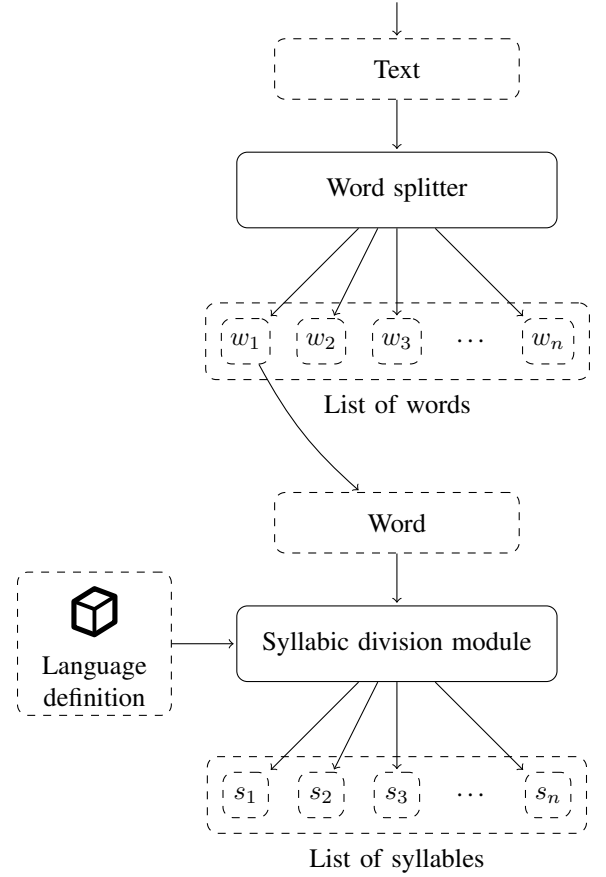 Text
Word splitter
w1 w2 w3 ⋯ wn
List of words
Word
Syllabic division module
Language
definition
s1 s2 s3 ⋯ sn
List of syllables